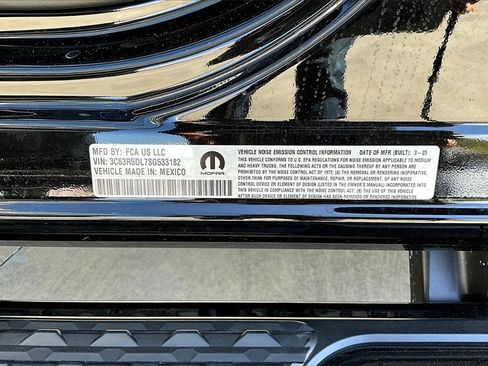 MFD BY: FCA US LLC
VIN: 3C63R5DL7SG533182
VEHICLE MADE IN: MEXICO
MOPAR
VEHICLE NOISE EMISSION CONTROL INFORMATION DATE OF MFR (BUILT): 3-25
THIS VEHICLE CONFORMS TO U.S. EPA REGULATIONS FOR NOISE EMISSION APPLICABLE TO MEDIUM
AND HEAVY TRUCKS. THE FOLLOWING ACTS OR THE CAUSING THEREOF BY ANY PERSON ARE
PROHIBITED BY THE NOISE CONTROL ACT OF 1972: (A) THE REMOVAL OR RENDERING INOPERATIVE,
OTHER THAN FOR PURPOSES OF MAINTENANCE, REPAIR, OR REPLACEMENT, OF ANY NOISE CONTROL
DEVICE OR ELEMENT OF DESIGN (LISTED IN THE OWNER'S MANUAL) INCORPORATED INTO THIS
VEHICLE IN COMPLIANCE WITH THE NOISE CONTROL ACT; (B) THE USE OF THIS VEHICLE
AFTER SUCH DEVICE OR ELEMENT OF DESIGN HAS BEEN REMOVED OR RENDERED INOPERATIVE.